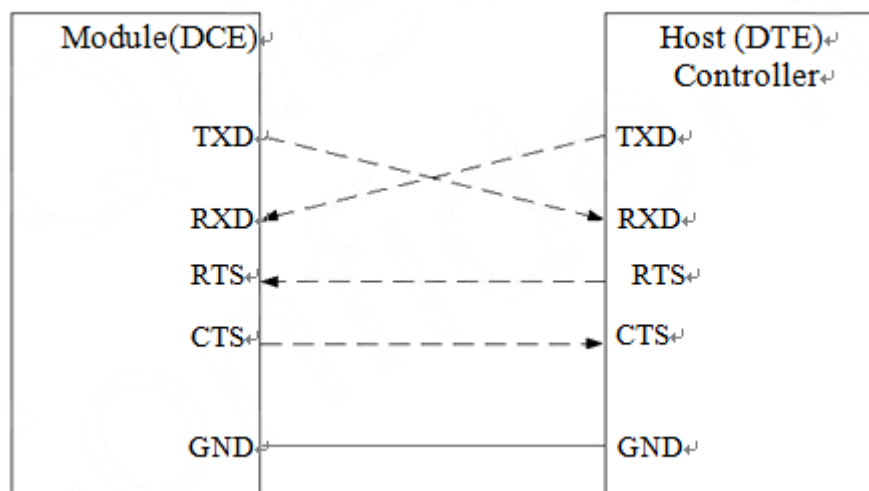 Module(DCE)↵
Host (DTE)↵
Controller↵
TXD↵
TXD↵
RXD↵
RXD↵
RTS↵
RTS↵
CTS↵
CTS↵
GND↵
GND↵